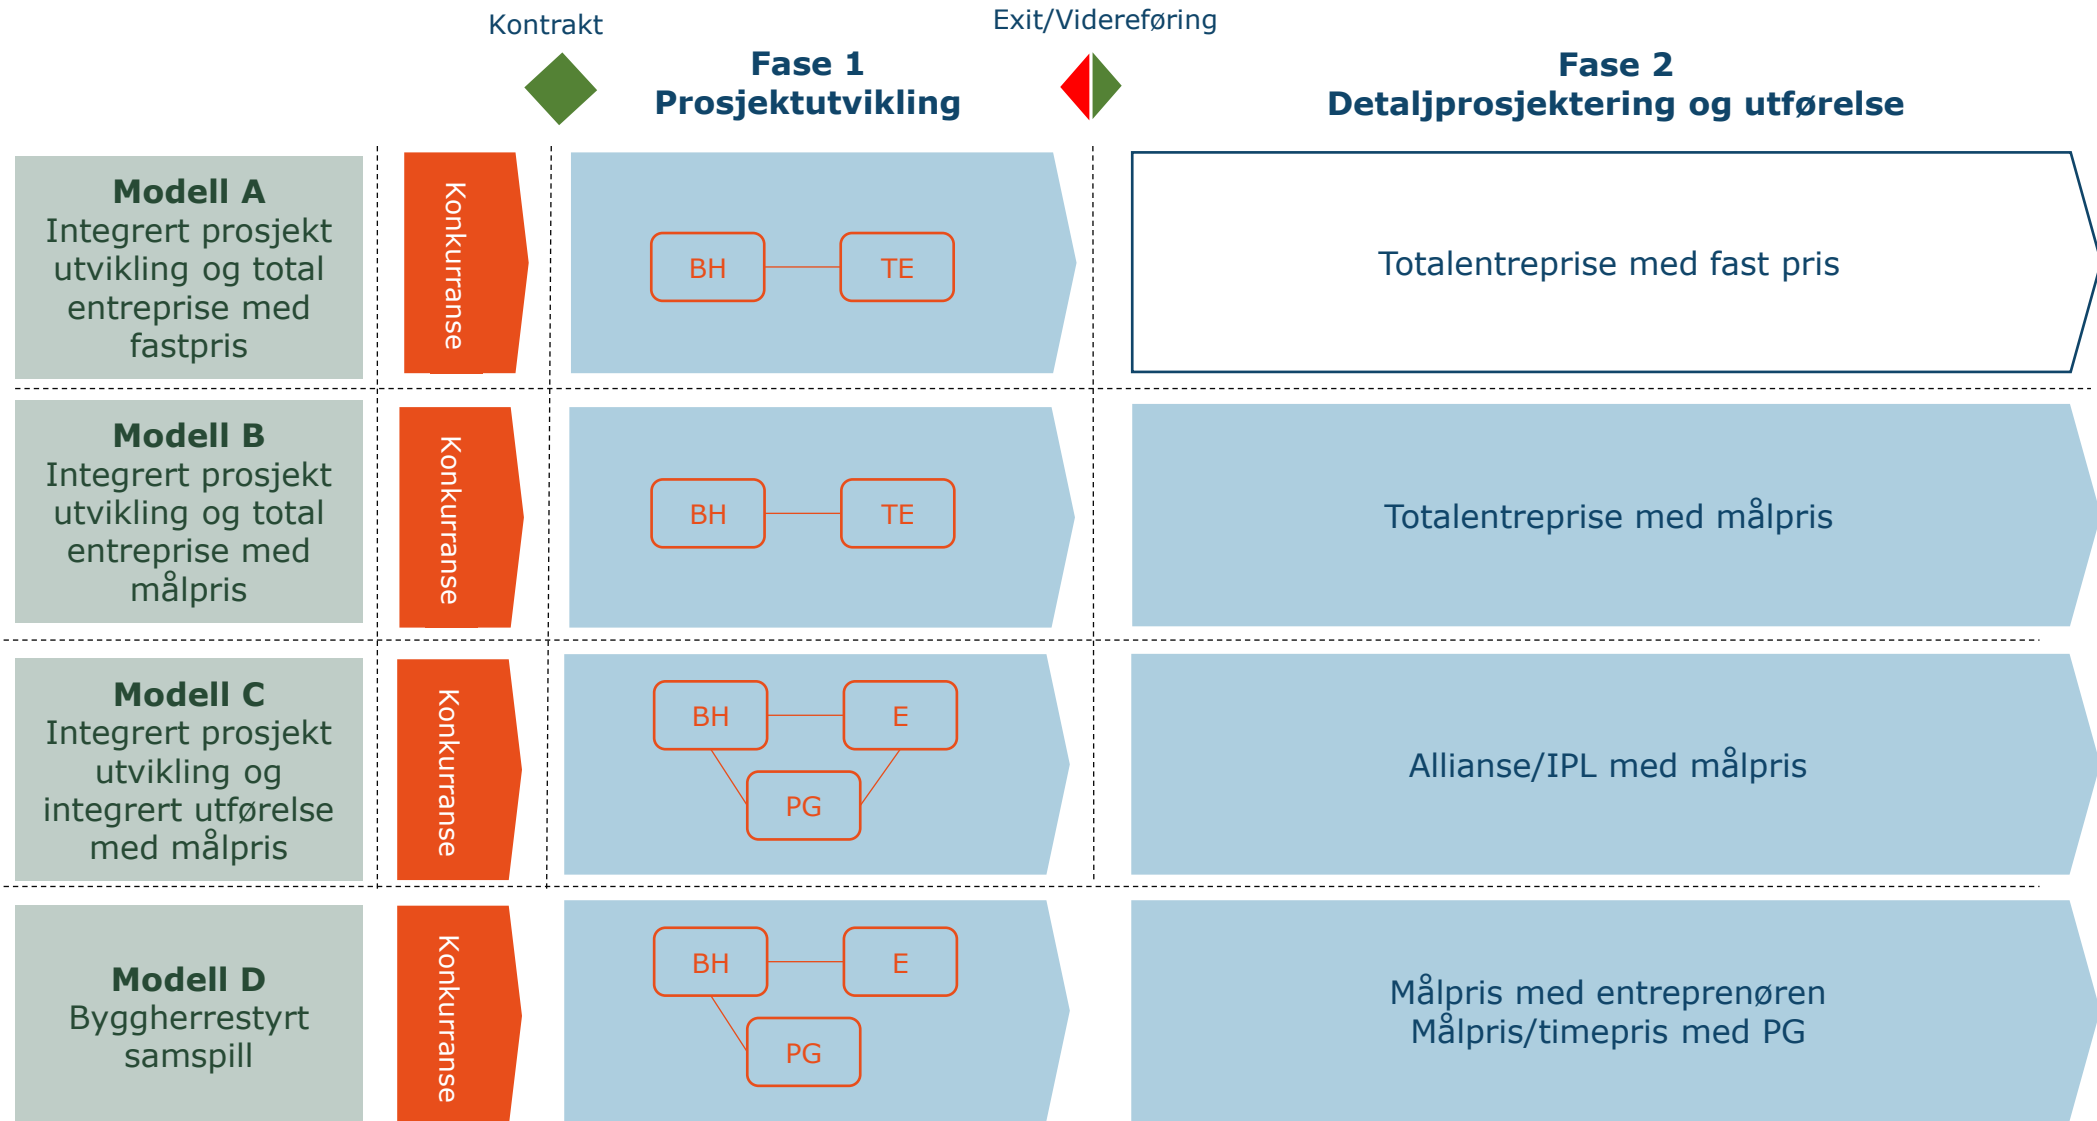 Kontrakt
Exit/Videreføring
Fase 1
Prosjektutvikling
Fase 2
Detaljprosjektering og utførelse
Modell A
Integrert prosjekt
utvikling og total
entreprise med
fastpris
Konkurranse
BH
TE
Totalentreprise med fast pris
Modell B
Integrert prosjekt
utvikling og total
entreprise med
målpris
Konkurranse
BH
TE
Totalentreprise med målpris
Modell C
Integrert prosjekt
utvikling og
integrert utførelse
med målpris
Konkurranse
BH
E
PG
Allianse/IPL med målpris
Modell D
Byggherrestyrt
samspill
Konkurranse
BH
E
PG
Målpris med entreprenøren
Målpris/timepris med PG